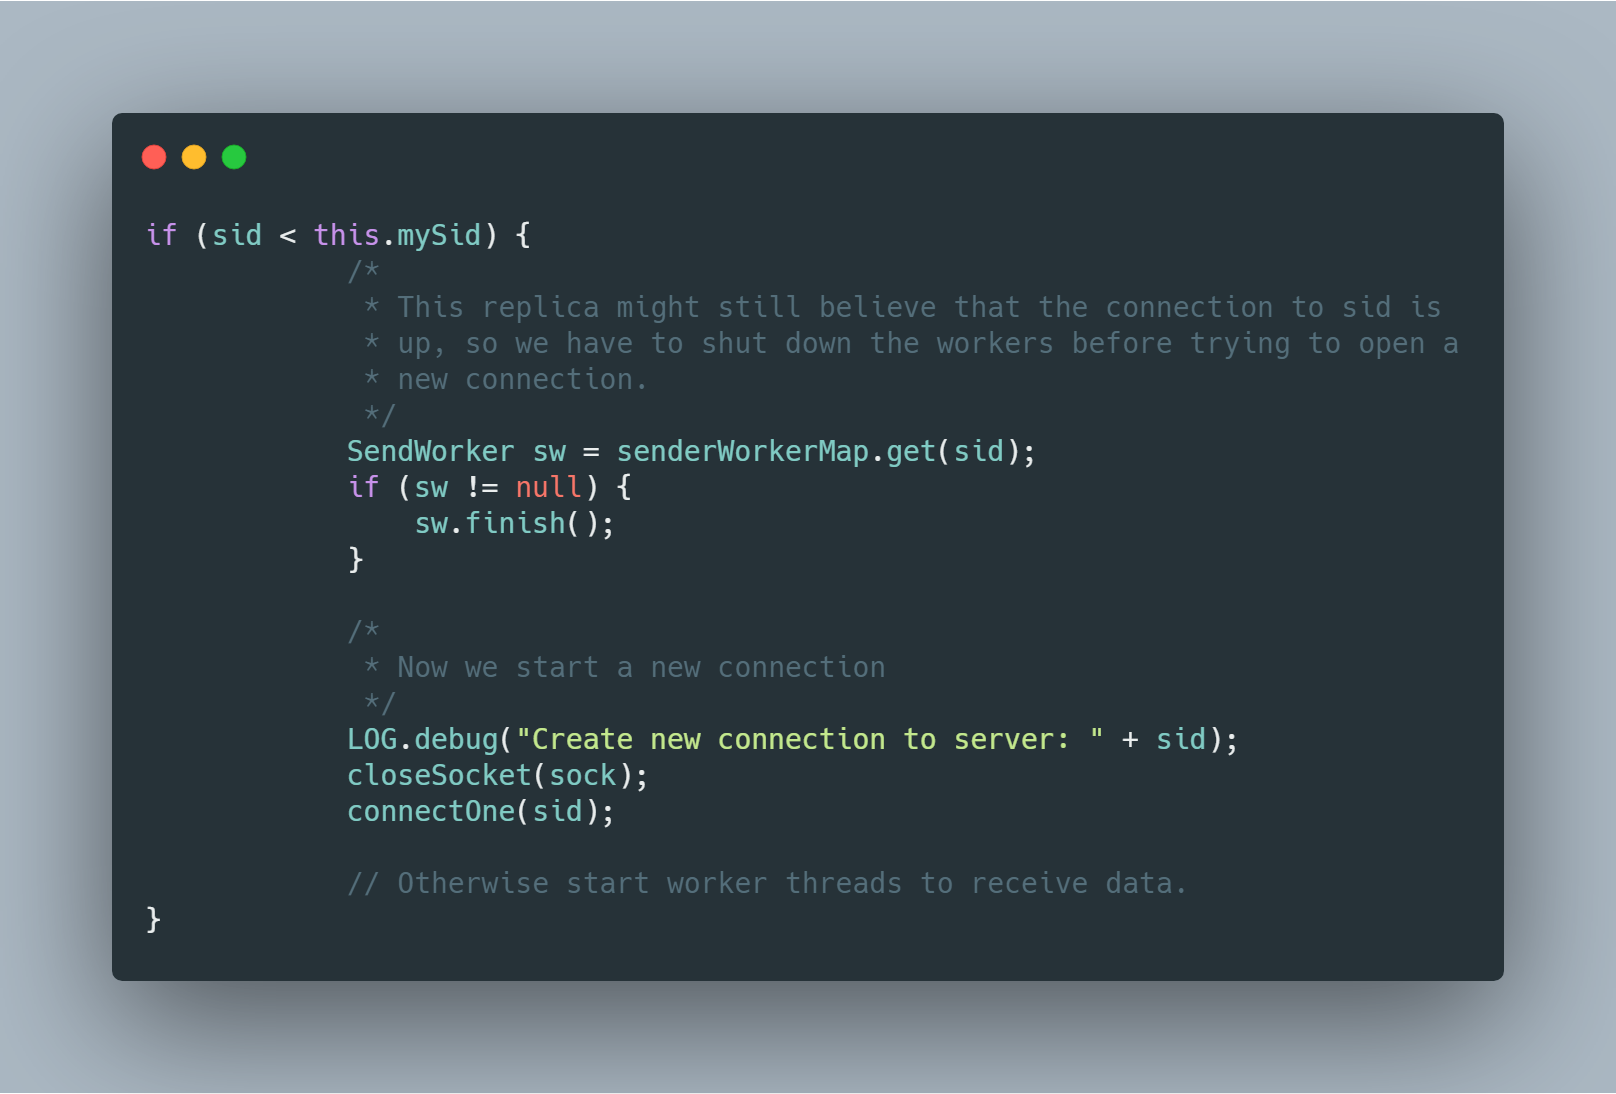 if (sid < this.mySid) {
            /*
             * This replica might still believe that the connection to sid is
             * up, so we have to shut down the workers before trying to open a
             * new connection.
             */
            SendWorker sw = senderWorkerMap.get(sid);
            if (sw != null) {
                sw.finish();
            }

            /*
             * Now we start a new connection
             */
            LOG.debug("Create new connection to server: " + sid);
            closeSocket(sock);
            connectOne(sid);

            // Otherwise start worker threads to receive data.
}